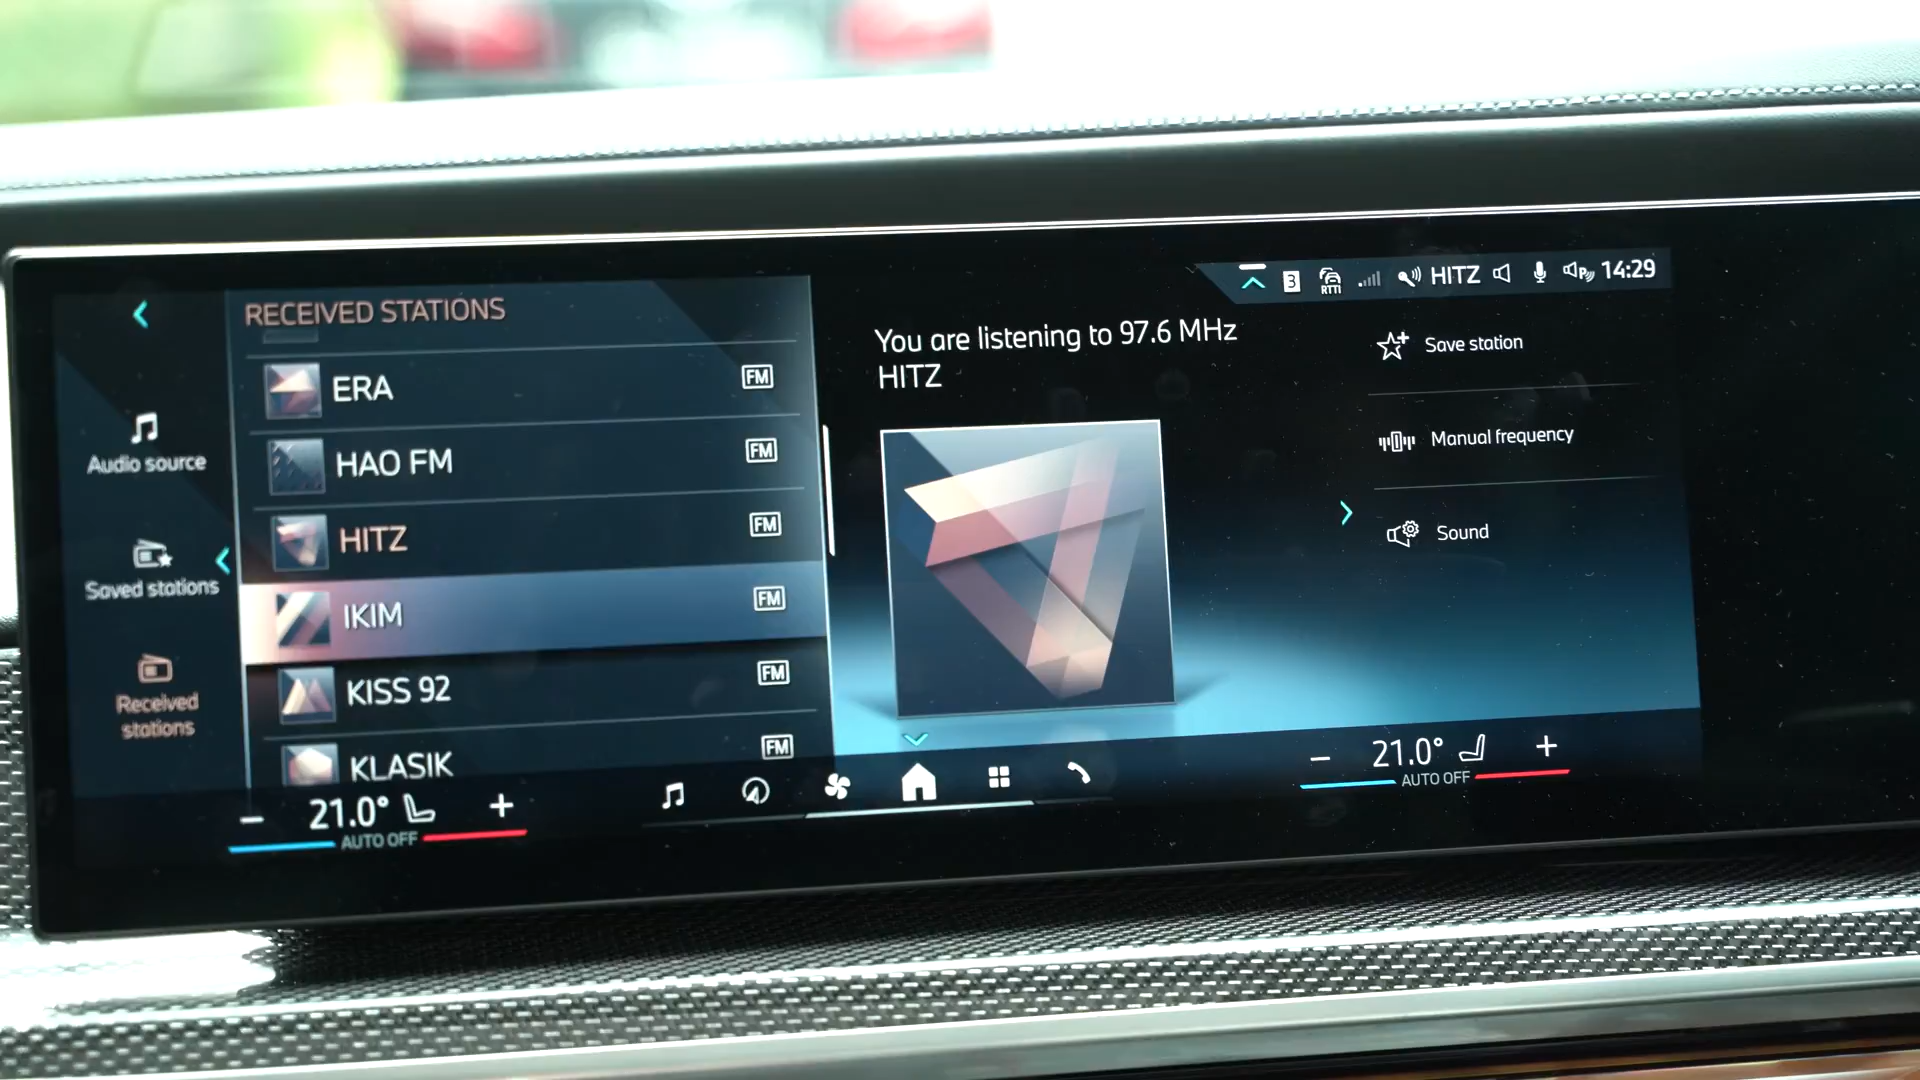 RECEIVED STATIONS
ERA FM
HAO FM FM
HITZ FM
IKIM FM
KISS 92 FM
KLASIK FM
Audio source
Saved stations
Received
stations
3 RTTI HITZ P 14:29
You are listening to 97.6 MHz
HITZ
Save station
Manual frequency
Sound
− 21.0° +
AUTO OFF
− 21.0° +
AUTO OFF